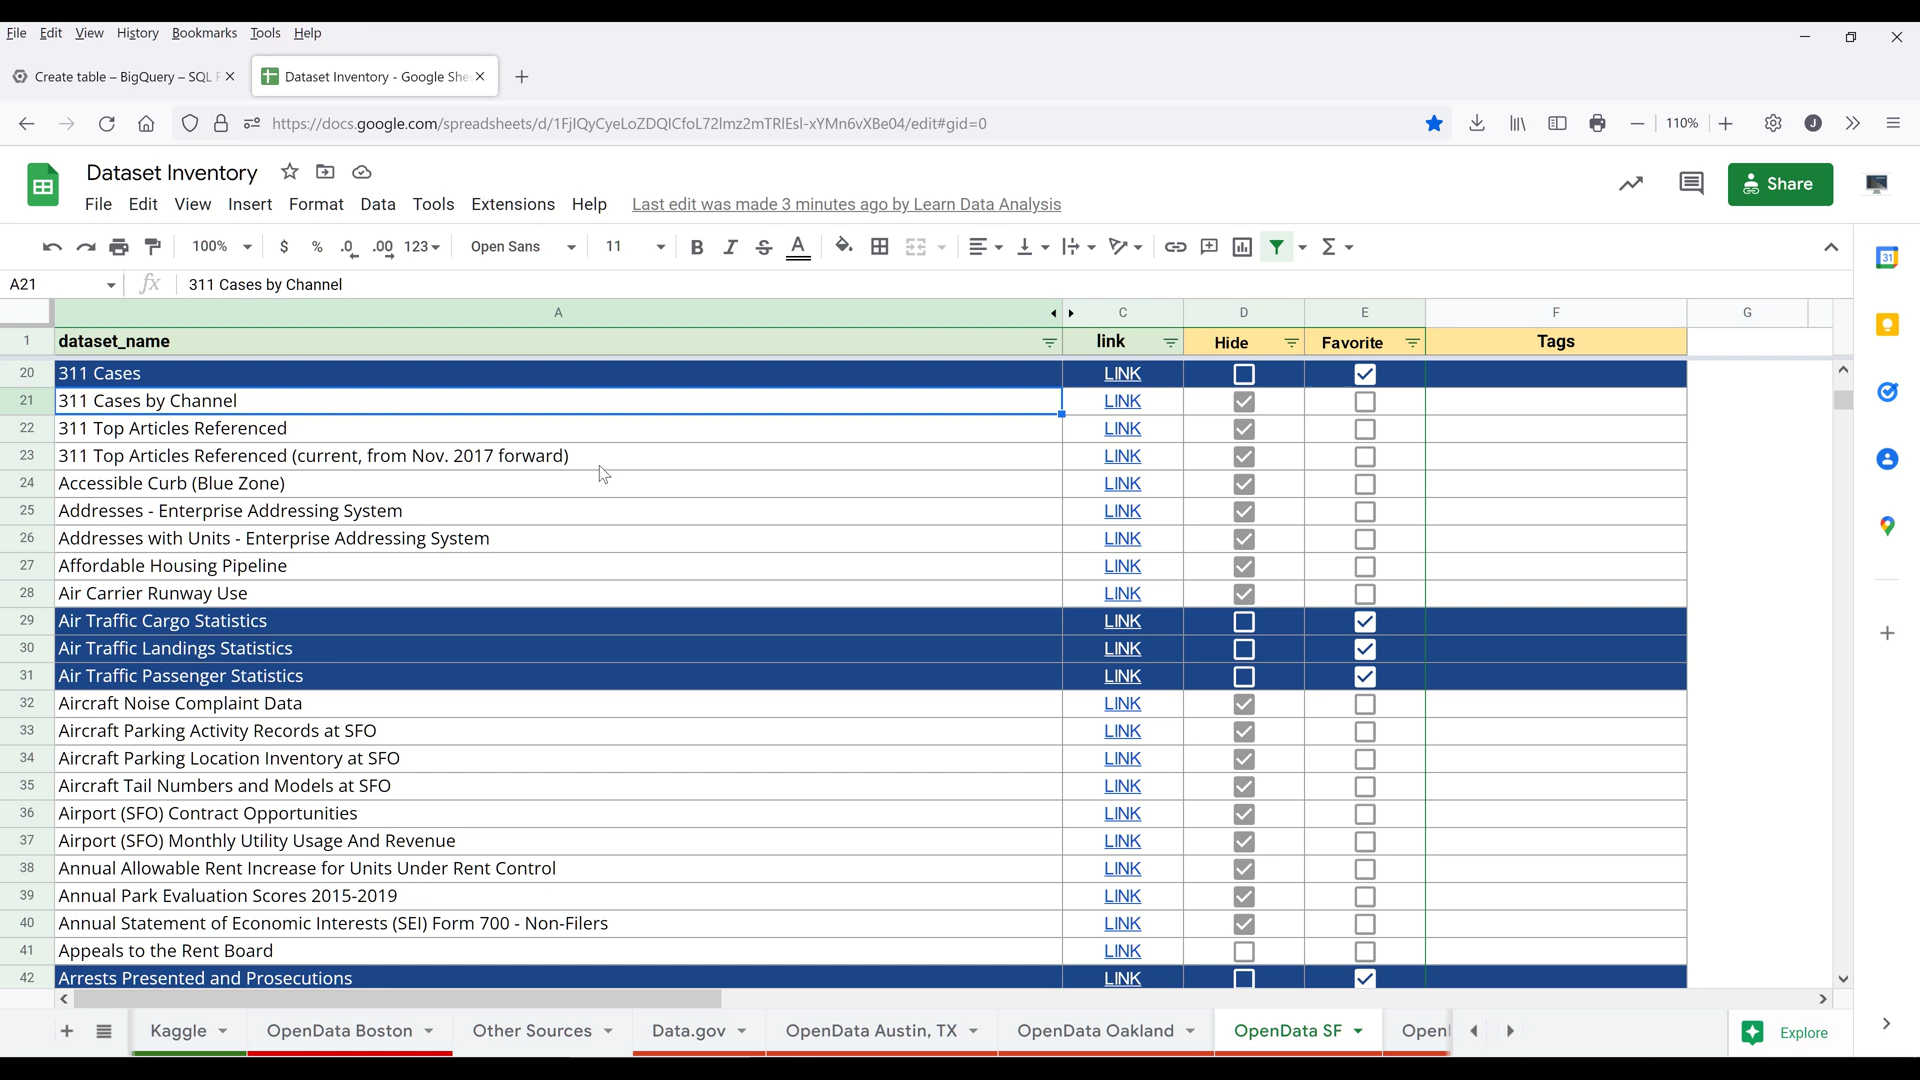 File Edit View History Bookmarks Tools Help
Create table – BigQuery – SQL
Dataset Inventory - Google She
https://docs.google.com/spreadsheets/d/1FjIQyCyeLoZDQICfoL72Imz2mTRlEsI-xYMn6vXBe04/edit#gid=0
110%
J
Dataset Inventory
File Edit View Insert Format Data Tools Extensions Help Last edit was made 3 minutes ago by Learn Data Analysis
Share
100% $ % .0 .00 123 Open Sans 11 B I S A Σ
31
A21 fx 311 Cases by Channel
A C D E F G
1 dataset_name link Hide Favorite Tags
20 311 Cases LINK
21 311 Cases by Channel LINK
22 311 Top Articles Referenced LINK
23 311 Top Articles Referenced (current, from Nov. 2017 forward) LINK
24 Accessible Curb (Blue Zone) LINK
25 Addresses - Enterprise Addressing System LINK
26 Addresses with Units - Enterprise Addressing System LINK
27 Affordable Housing Pipeline LINK
28 Air Carrier Runway Use LINK
29 Air Traffic Cargo Statistics LINK
30 Air Traffic Landings Statistics LINK
31 Air Traffic Passenger Statistics LINK
32 Aircraft Noise Complaint Data LINK
33 Aircraft Parking Activity Records at SFO LINK
34 Aircraft Parking Location Inventory at SFO LINK
35 Aircraft Tail Numbers and Models at SFO LINK
36 Airport (SFO) Contract Opportunities LINK
37 Airport (SFO) Monthly Utility Usage And Revenue LINK
38 Annual Allowable Rent Increase for Units Under Rent Control LINK
39 Annual Park Evaluation Scores 2015-2019 LINK
40 Annual Statement of Economic Interests (SEI) Form 700 - Non-Filers LINK
41 Appeals to the Rent Board LINK
42 Arrests Presented and Prosecutions LINK
Kaggle OpenData Boston Other Sources Data.gov OpenData Austin, TX OpenData Oakland OpenData SF Open Explore